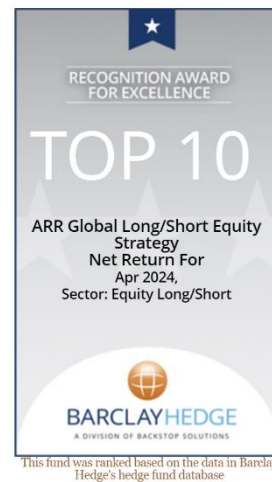 RECOGNITION AWARD
FOR EXCELLENCE
TOP 10
ARR Global Long/Short Equity
Strategy
Net Return For
Apr 2024,
Sector: Equity Long/Short
BARCLAYHEDGE
A DIVISION OF BACKSTOP SOLUTIONS
This fund was ranked based on the data in Barclay
Hedge's hedge fund database